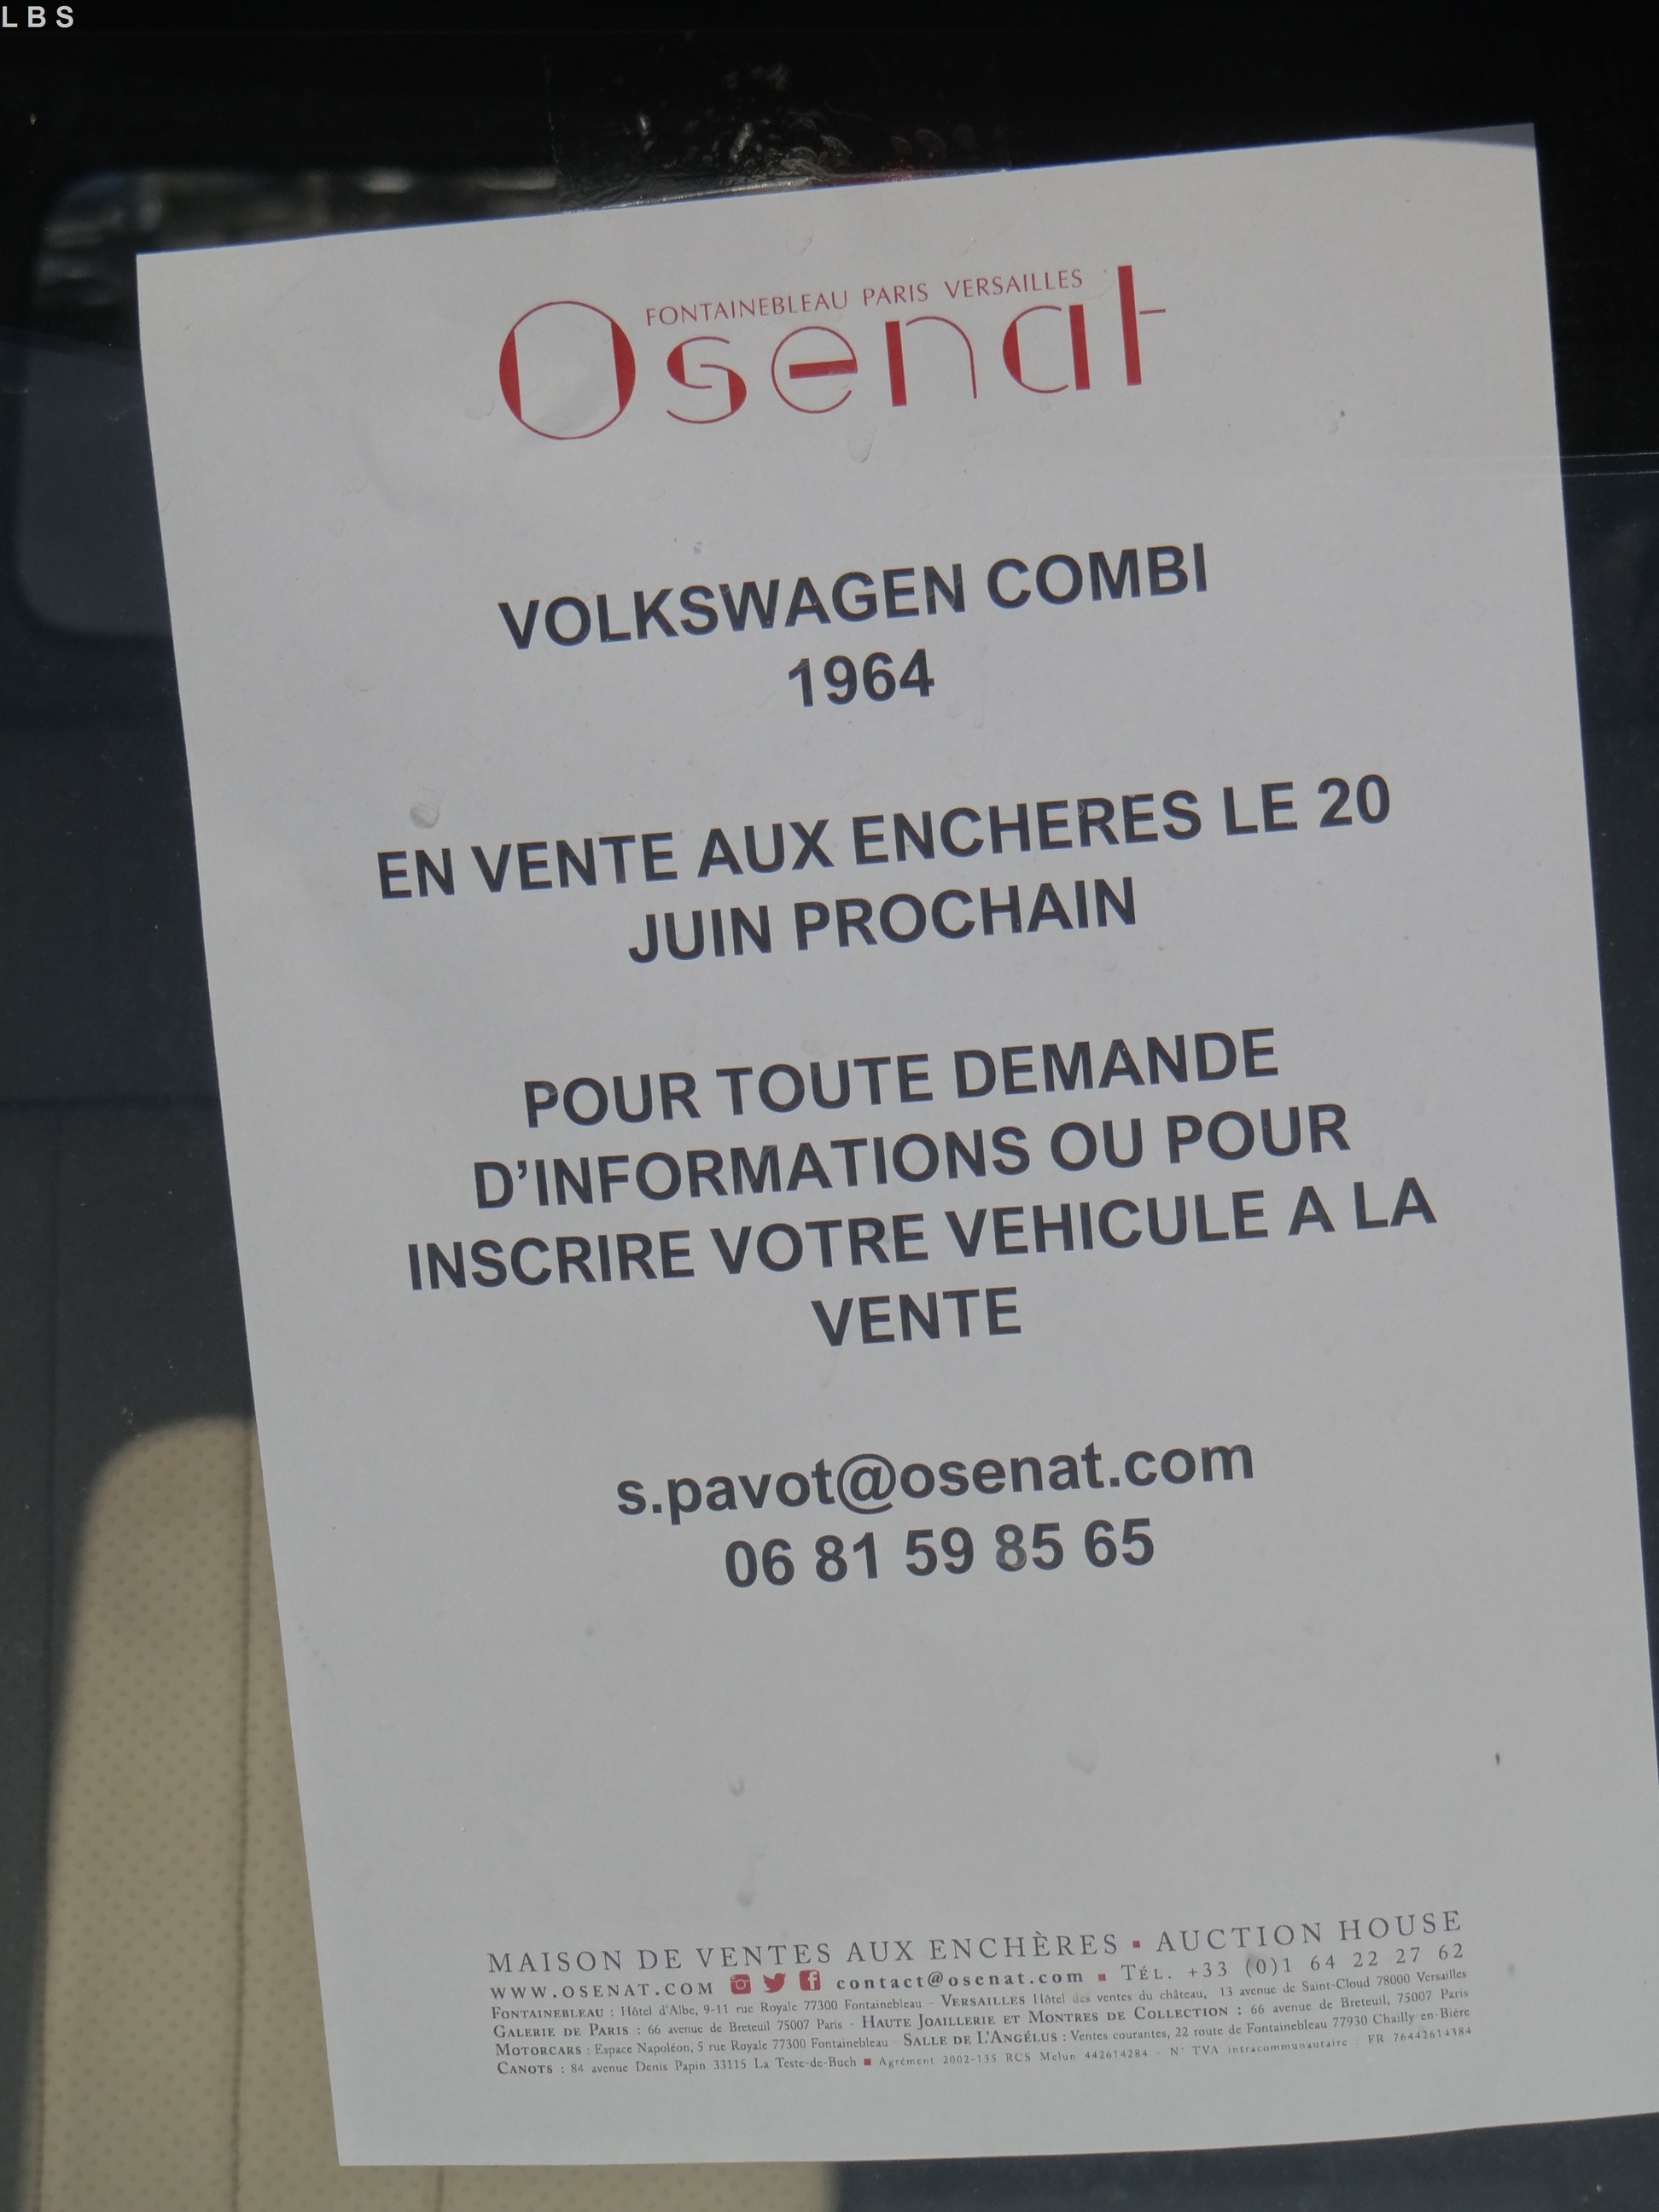 LBS
FONTAINEBLEAU PARIS VERSAILLES
Osenat
VOLKSWAGEN COMBI
1964
EN VENTE AUX ENCHERES LE 20
JUIN PROCHAIN
POUR TOUTE DEMANDE
D’INFORMATIONS OU POUR
INSCRIRE VOTRE VEHICULE A LA
VENTE
s.pavot@osenat.com
06 81 59 85 65
MAISON DE VENTES AUX ENCHÈRES ▪ AUCTION HOUSE
WWW.OSENAT.COM contact@osenat.com ▪ TÉL. +33 (0)1 64 22 27 62
FONTAINEBLEAU : Hôtel d'Albe, 9-11 rue Royale 77300 Fontainebleau - VERSAILLES Hôtel des ventes du château, 13 avenue de Saint-Cloud 78000 Versailles
GALERIE DE PARIS : 66 avenue de Breteuil 75007 Paris - HAUTE JOAILLERIE ET MONTRES DE COLLECTION : 66 avenue de Breteuil, 75007 Paris
MOTORCARS : Espace Napoléon, 5 rue Royale 77300 Fontainebleau - SALLE DE L'ANGÉLUS : Ventes courantes, 22 route de Fontainebleau 77930 Chailly-en-Bière
CANOTS : 84 avenue Denis Papin 33115 La Teste-de-Buch ▪ Agrément 2002-135 RCS Melun 442614284 - N° TVA intracommunautaire : FR 76442614384